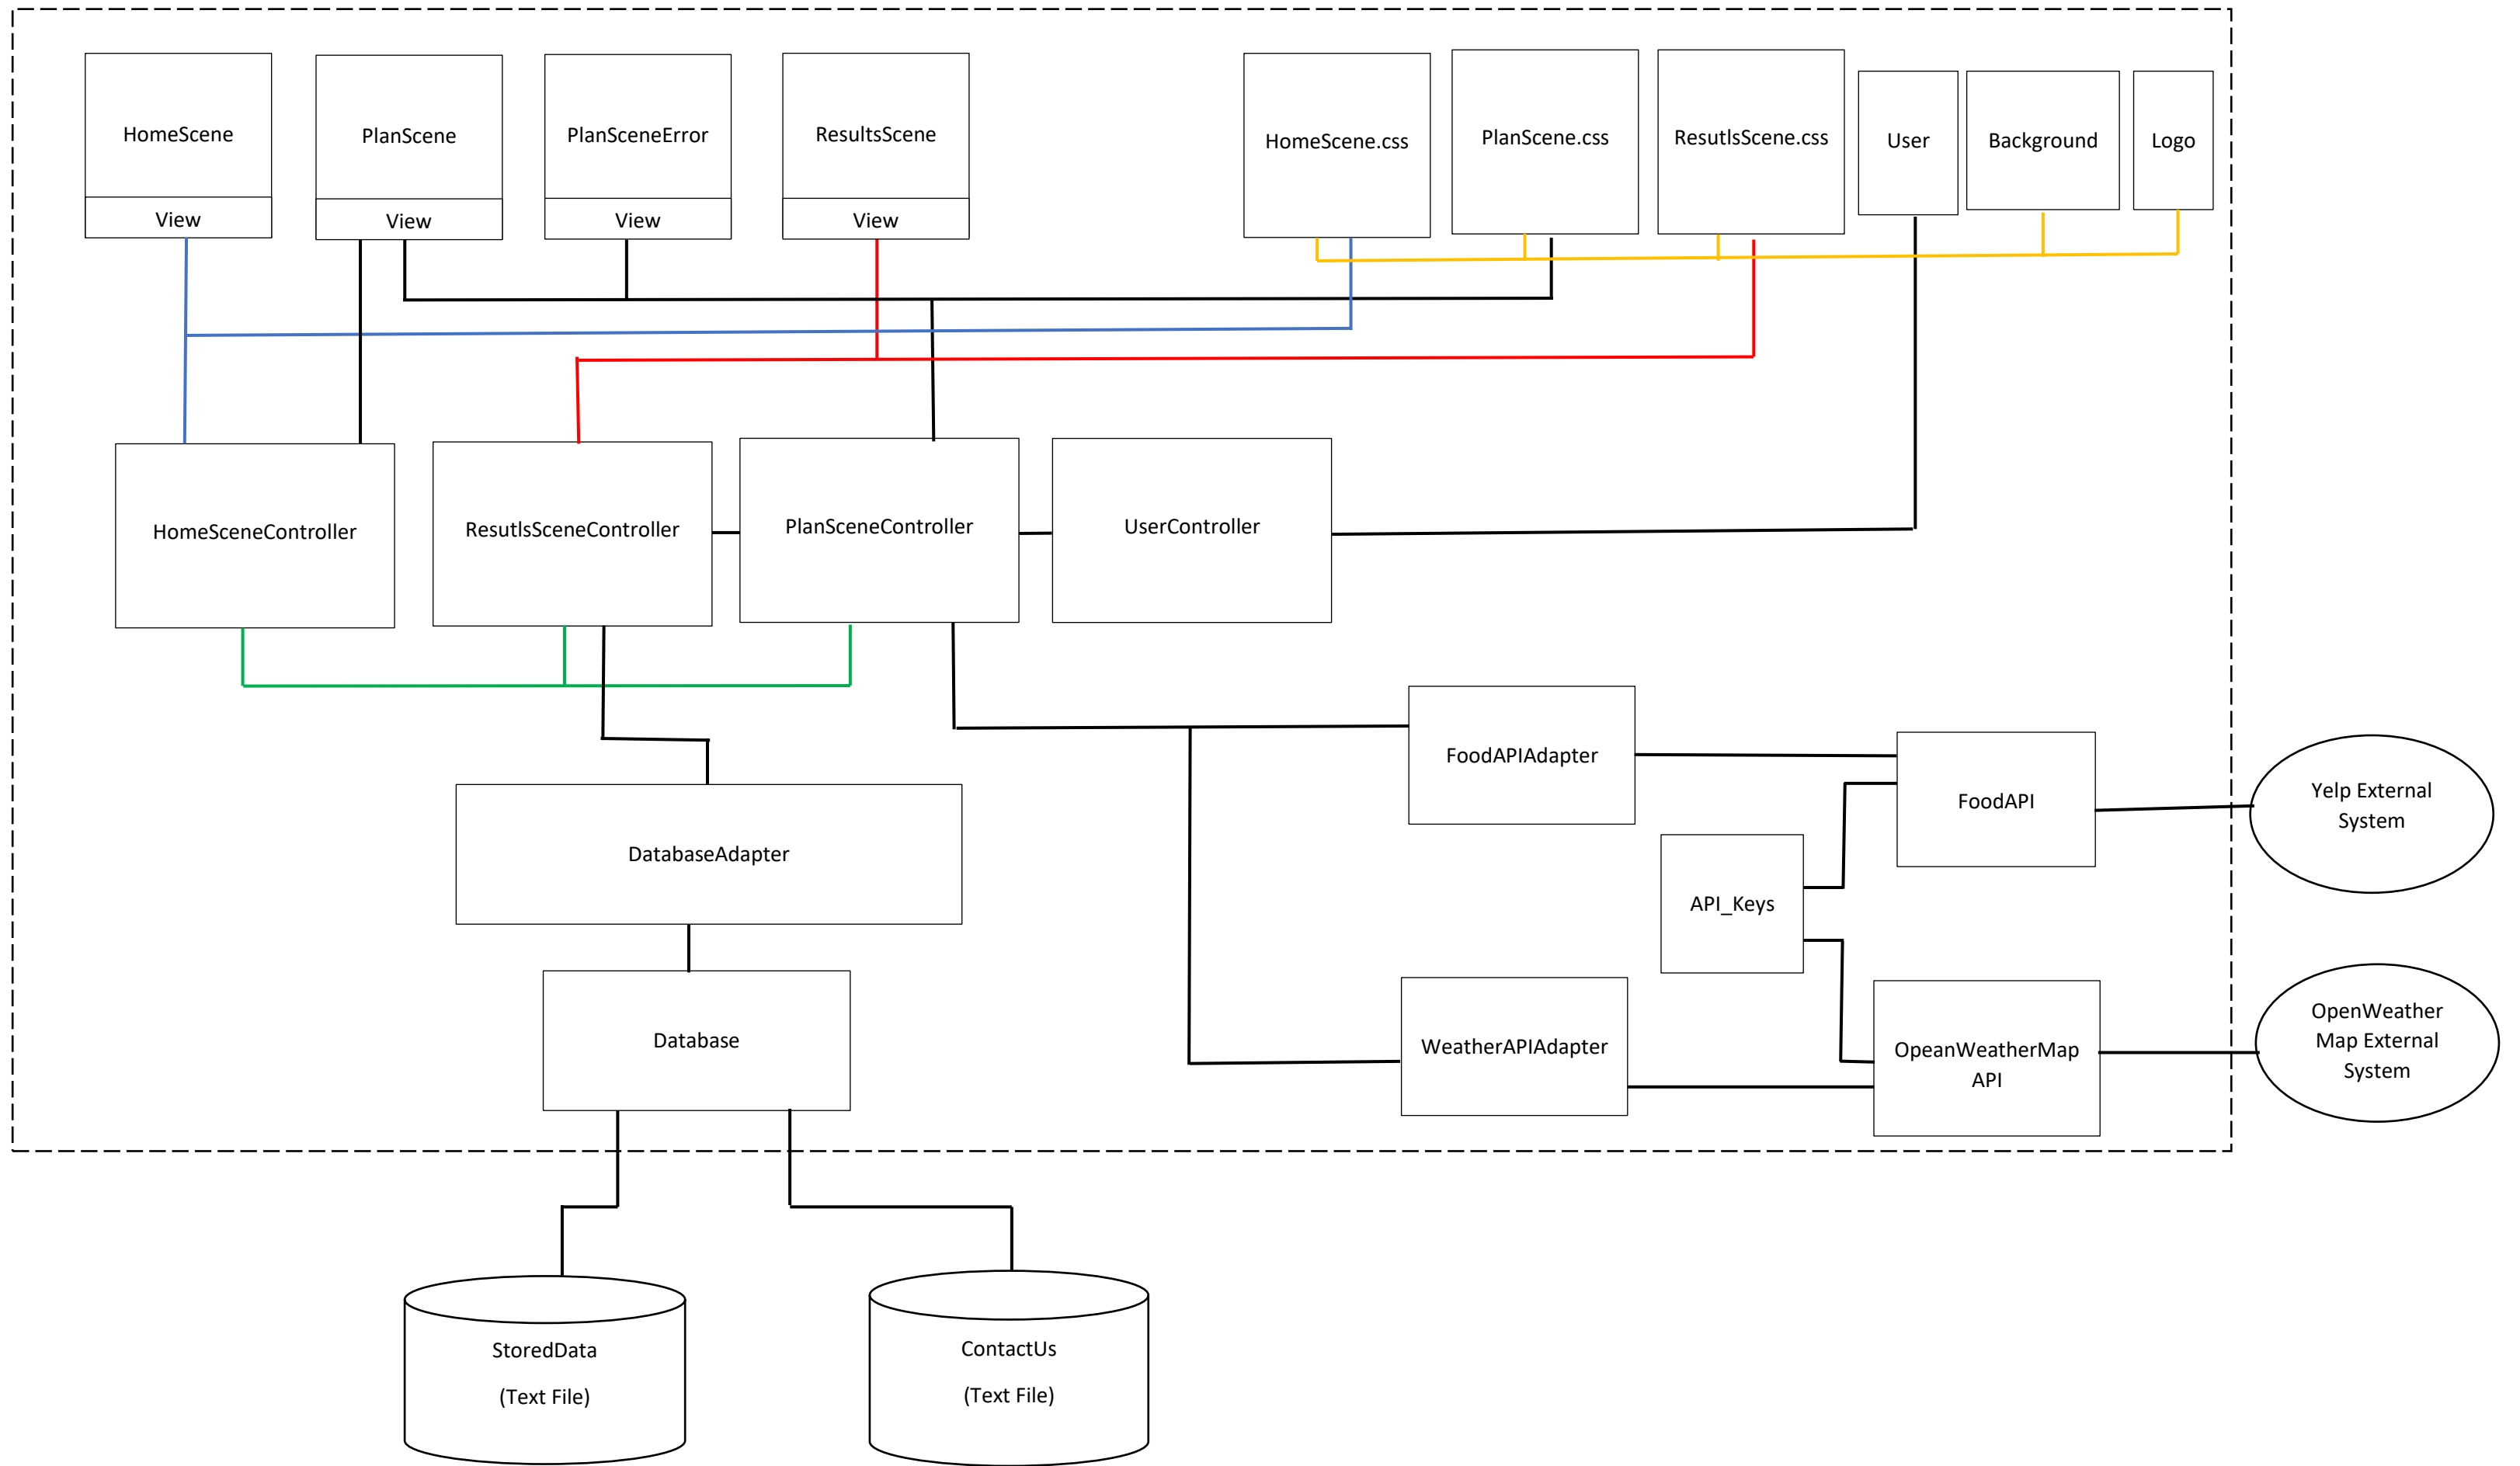 HomeScene
View
PlanScene
View
PlanSceneError
View
ResultsScene
View
HomeScene.css
PlanScene.css
ResutlsScene.css
User
Background
Logo
HomeSceneController
ResutlsSceneController
PlanSceneController
UserController
DatabaseAdapter
Database
FoodAPIAdapter
FoodAPI
API_Keys
WeatherAPIAdapter
OpeanWeatherMap
API
Yelp External
System
OpenWeather
Map External
System
StoredData
(Text File)
ContactUs
(Text File)